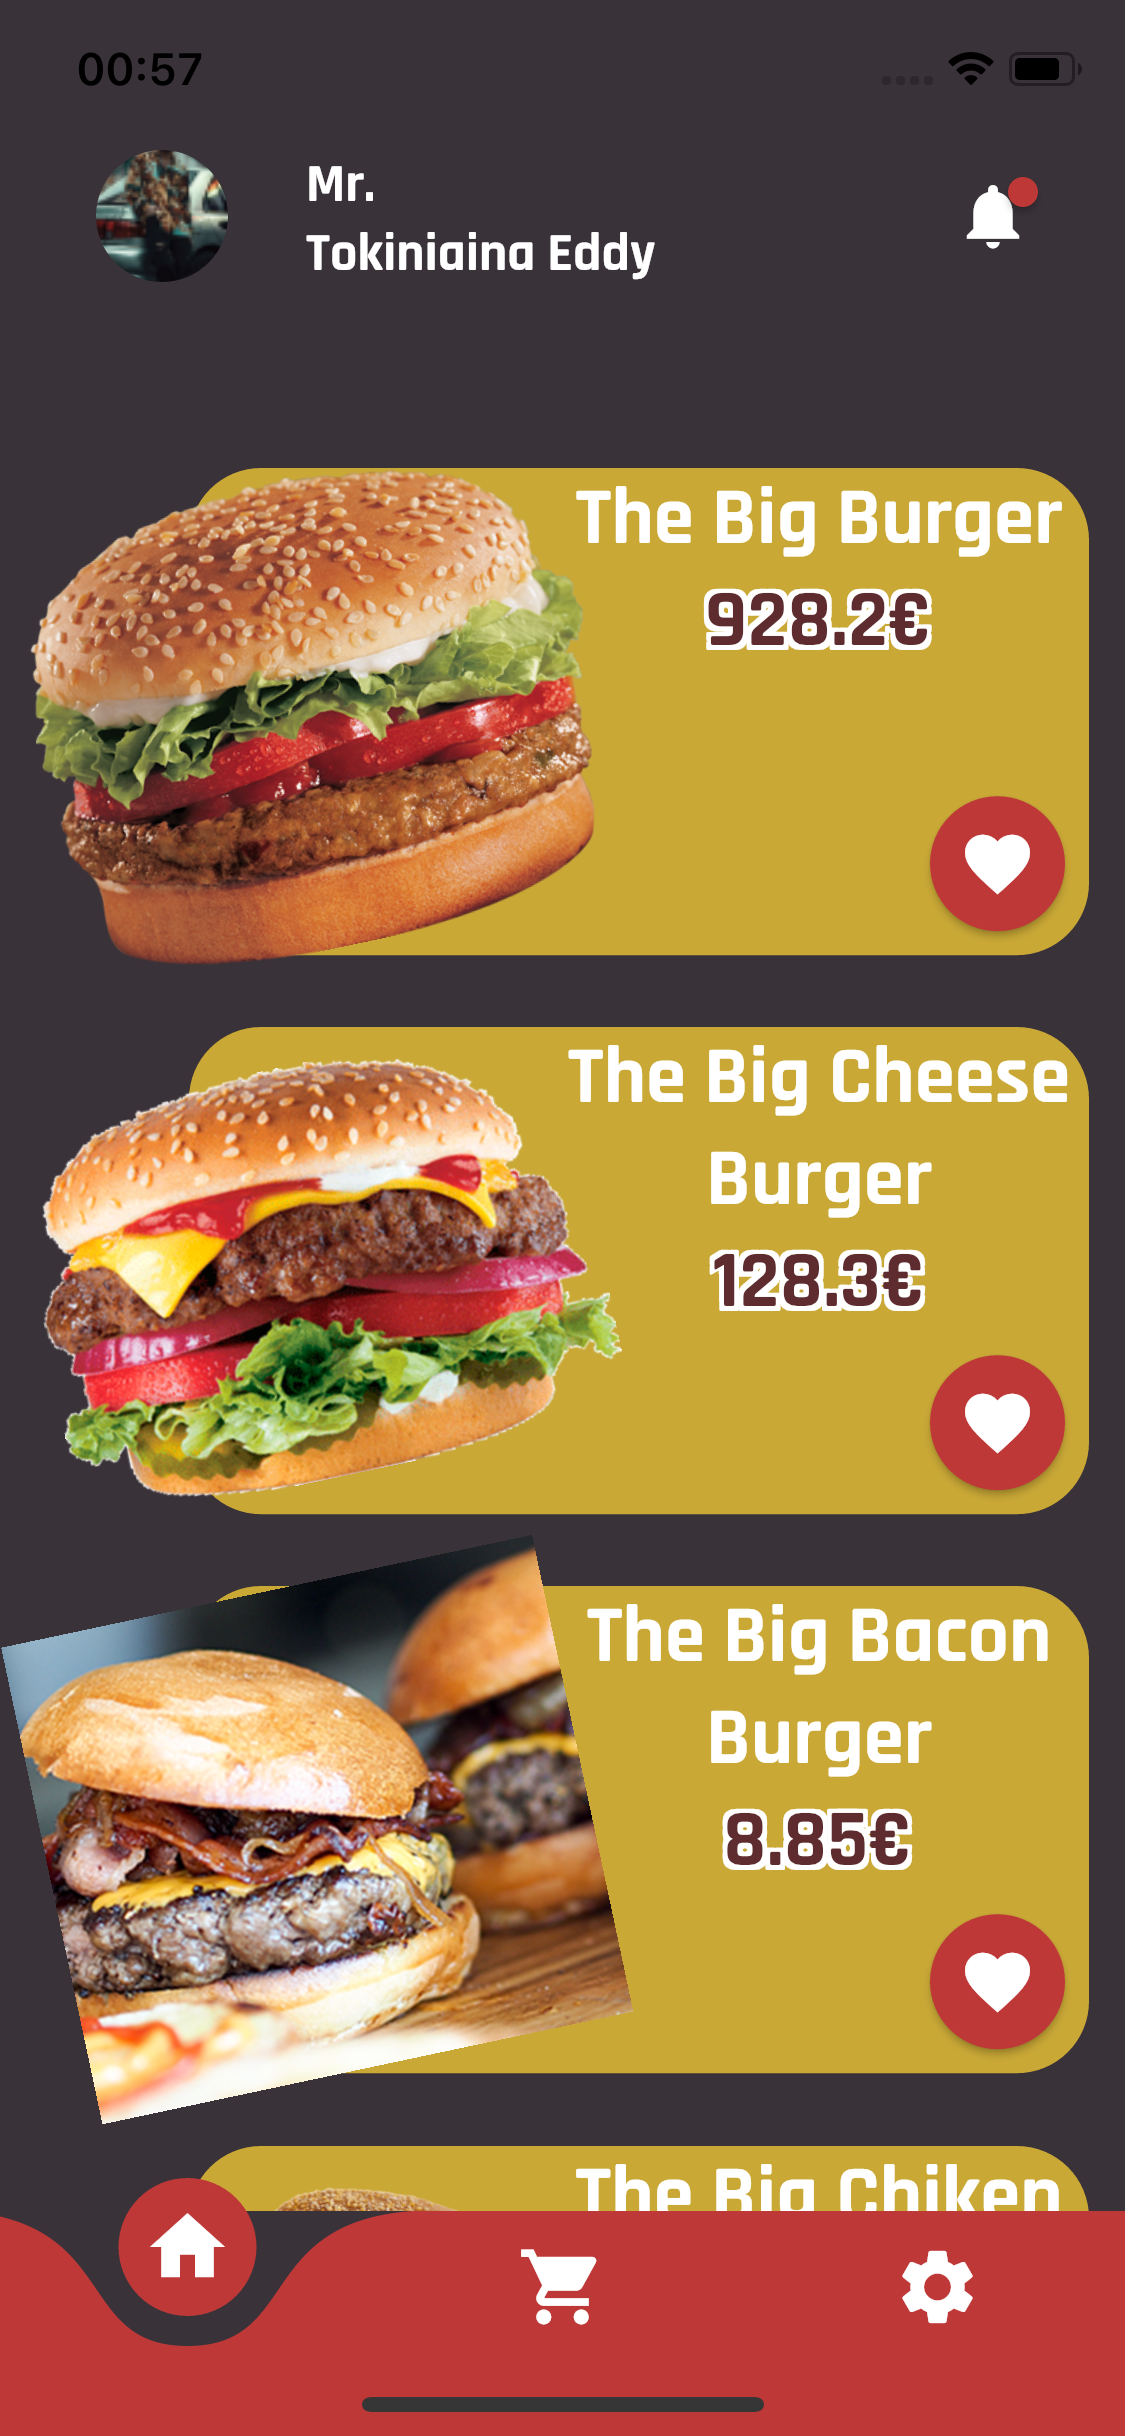 00:57
Mr.
Tokiniaina Eddy
The Big Burger
928.2€
The Big Cheese
Burger
128.3€
The Big Bacon
Burger
8.85€
The Big Chiken